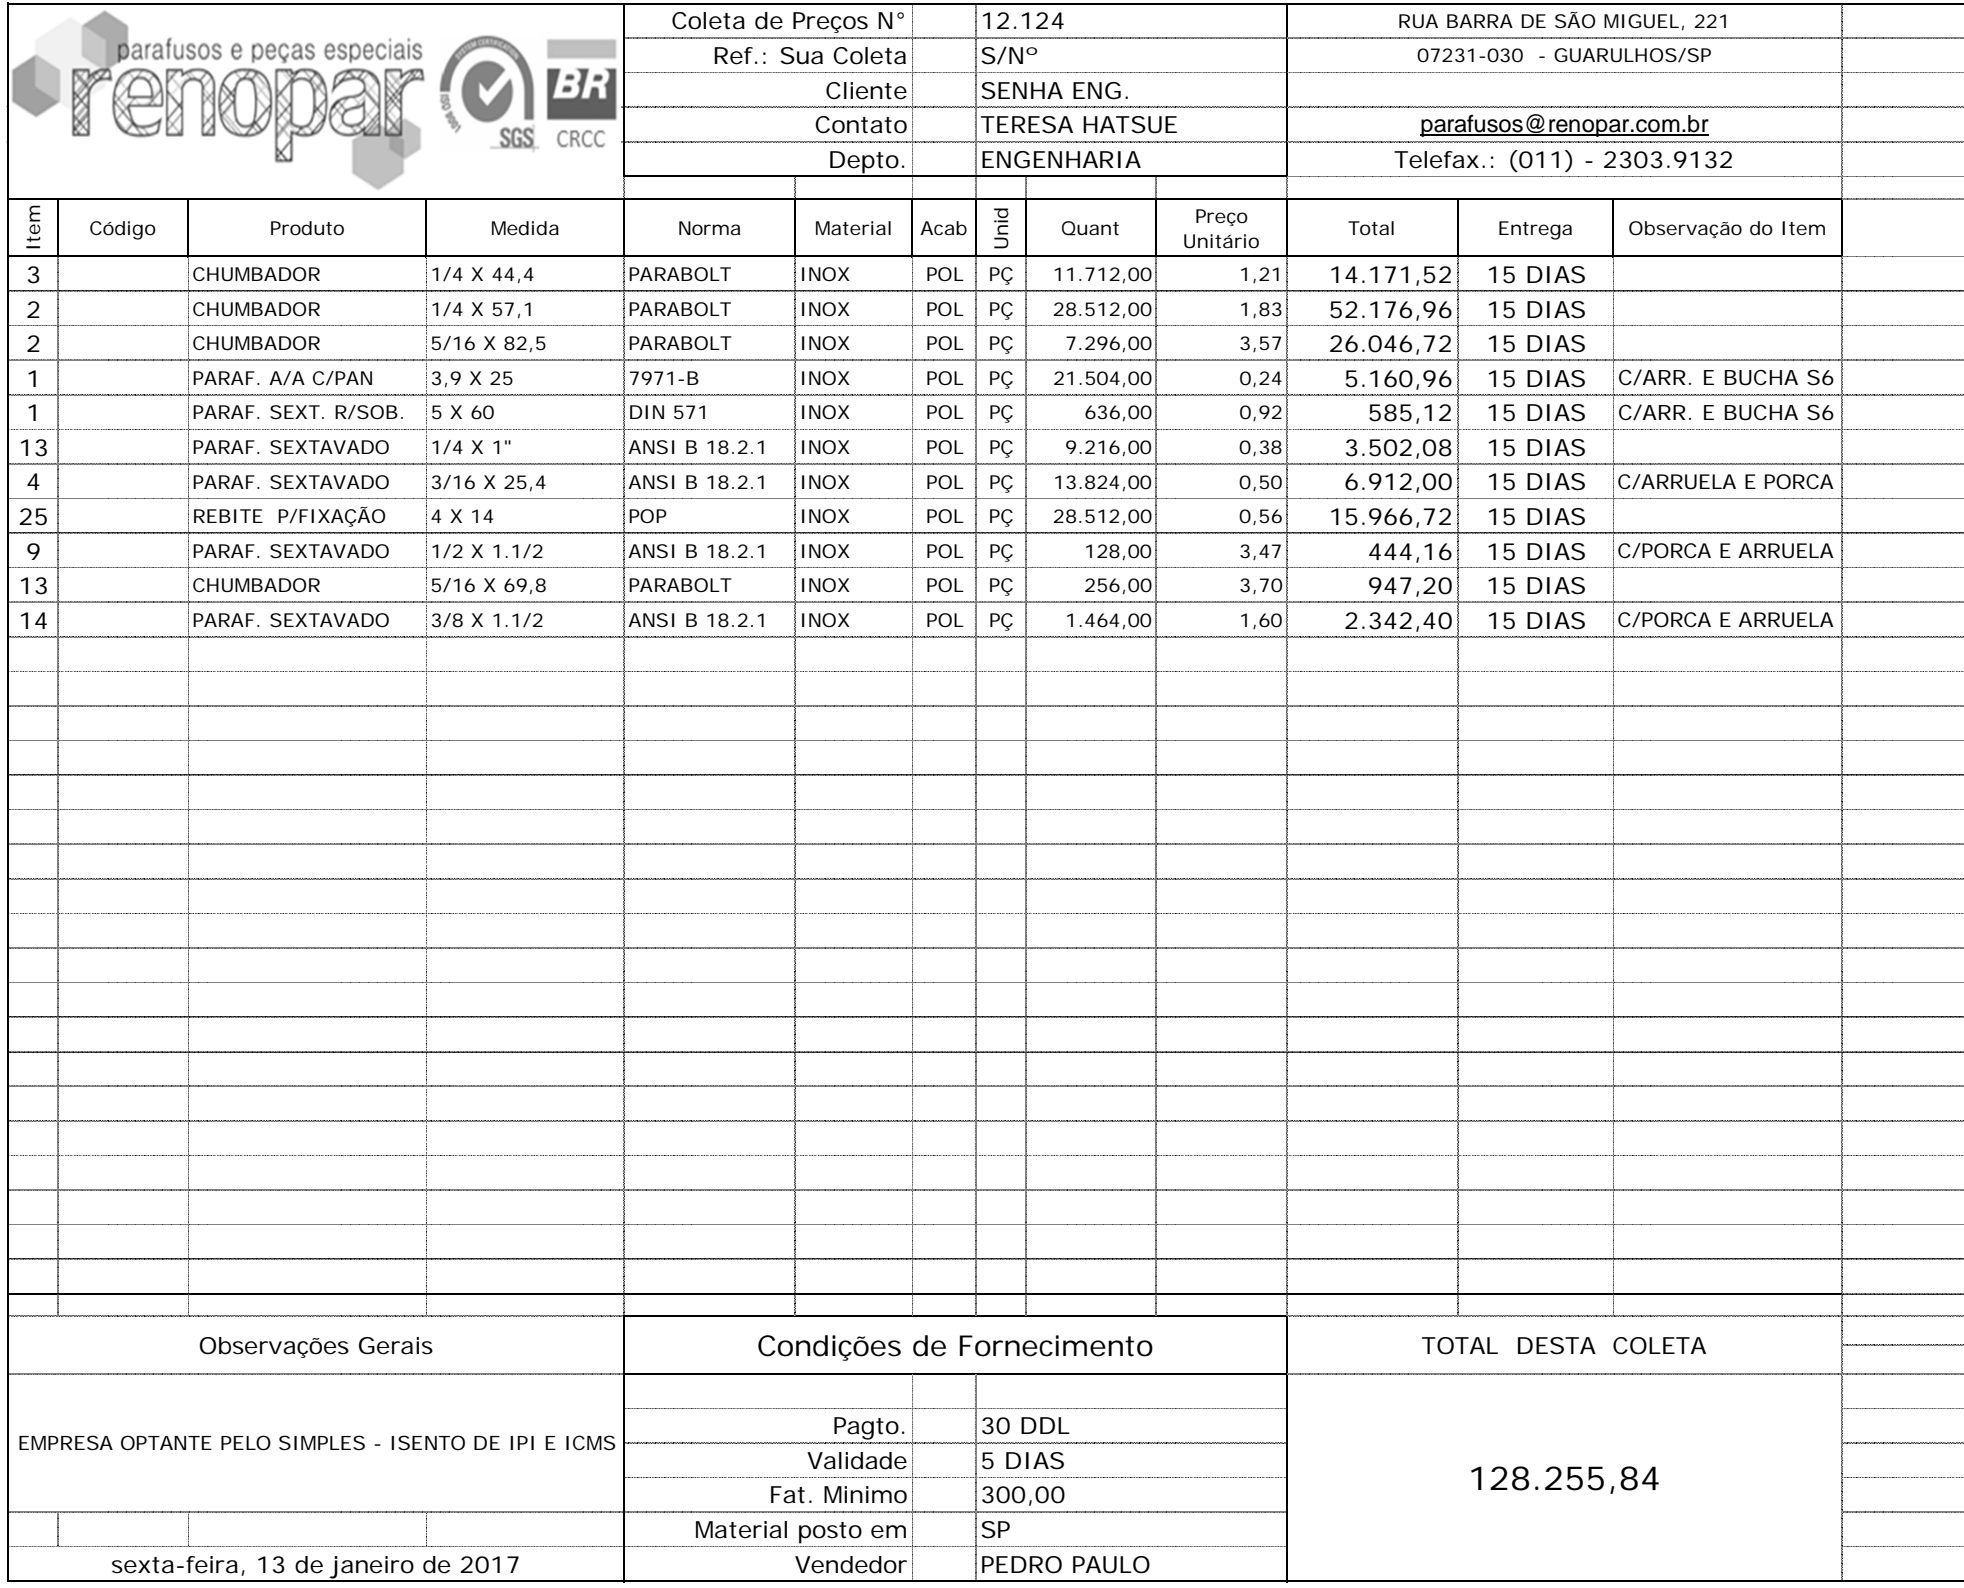 parafusos e peças especiais
renopar
SYSTEM CERTIFICATION
ISO 9001
SGS
BR
CRCC
Coleta de Preços N° 12.124
Ref.: Sua Coleta S/Nº
Cliente SENHA ENG.
Contato TERESA HATSUE
Depto. ENGENHARIA
RUA BARRA DE SÃO MIGUEL, 221
07231-030 - GUARULHOS/SP
parafusos@renopar.com.br
Telefax.: (011) - 2303.9132
Item Código Produto Medida Norma Material Acab Unid Quant Preço Unitário Total Entrega Observação do Item
3 CHUMBADOR 1/4 X 44,4 PARABOLT INOX POL PÇ 11.712,00 1,21 14.171,52 15 DIAS
2 CHUMBADOR 1/4 X 57,1 PARABOLT INOX POL PÇ 28.512,00 1,83 52.176,96 15 DIAS
2 CHUMBADOR 5/16 X 82,5 PARABOLT INOX POL PÇ 7.296,00 3,57 26.046,72 15 DIAS
1 PARAF. A/A C/PAN 3,9 X 25 7971-B INOX POL PÇ 21.504,00 0,24 5.160,96 15 DIAS C/ARR. E BUCHA S6
1 PARAF. SEXT. R/SOB. 5 X 60 DIN 571 INOX POL PÇ 636,00 0,92 585,12 15 DIAS C/ARR. E BUCHA S6
13 PARAF. SEXTAVADO 1/4 X 1" ANSI B 18.2.1 INOX POL PÇ 9.216,00 0,38 3.502,08 15 DIAS
4 PARAF. SEXTAVADO 3/16 X 25,4 ANSI B 18.2.1 INOX POL PÇ 13.824,00 0,50 6.912,00 15 DIAS C/ARRUELA E PORCA
25 REBITE P/FIXAÇÃO 4 X 14 POP INOX POL PÇ 28.512,00 0,56 15.966,72 15 DIAS
9 PARAF. SEXTAVADO 1/2 X 1.1/2 ANSI B 18.2.1 INOX POL PÇ 128,00 3,47 444,16 15 DIAS C/PORCA E ARRUELA
13 CHUMBADOR 5/16 X 69,8 PARABOLT INOX POL PÇ 256,00 3,70 947,20 15 DIAS
14 PARAF. SEXTAVADO 3/8 X 1.1/2 ANSI B 18.2.1 INOX POL PÇ 1.464,00 1,60 2.342,40 15 DIAS C/PORCA E ARRUELA
Observações Gerais
EMPRESA OPTANTE PELO SIMPLES - ISENTO DE IPI E ICMS
sexta-feira, 13 de janeiro de 2017
Condições de Fornecimento
Pagto. 30 DDL
Validade 5 DIAS
Fat. Minimo 300,00
Material posto em SP
Vendedor PEDRO PAULO
TOTAL DESTA COLETA
128.255,84